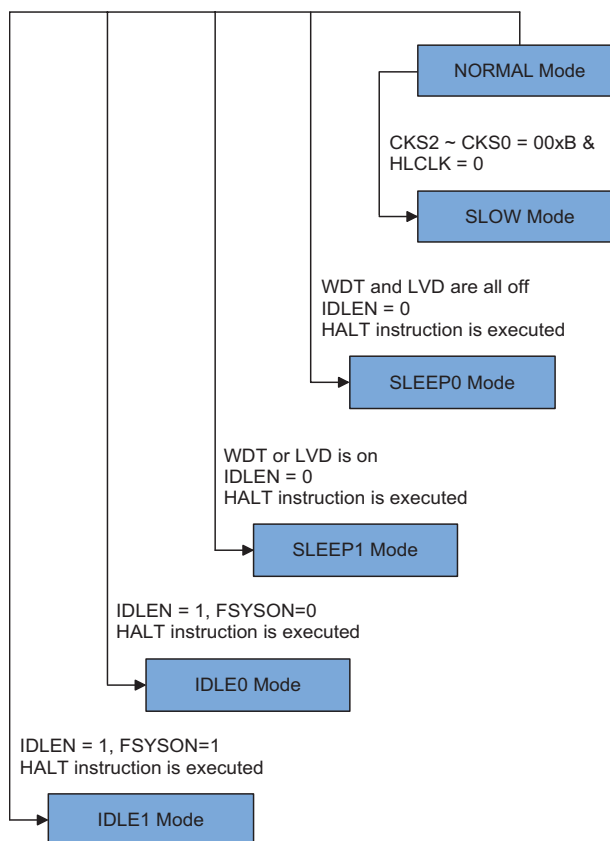 NORMAL Mode
CKS2 ~ CKS0 = 00xB &
HLCLK = 0
SLOW Mode
WDT and LVD are all off
IDLEN = 0
HALT instruction is executed
SLEEP0 Mode
WDT or LVD is on
IDLEN = 0
HALT instruction is executed
SLEEP1 Mode
IDLEN = 1, FSYSON=0
HALT instruction is executed
IDLE0 Mode
IDLEN = 1, FSYSON=1
HALT instruction is executed
IDLE1 Mode